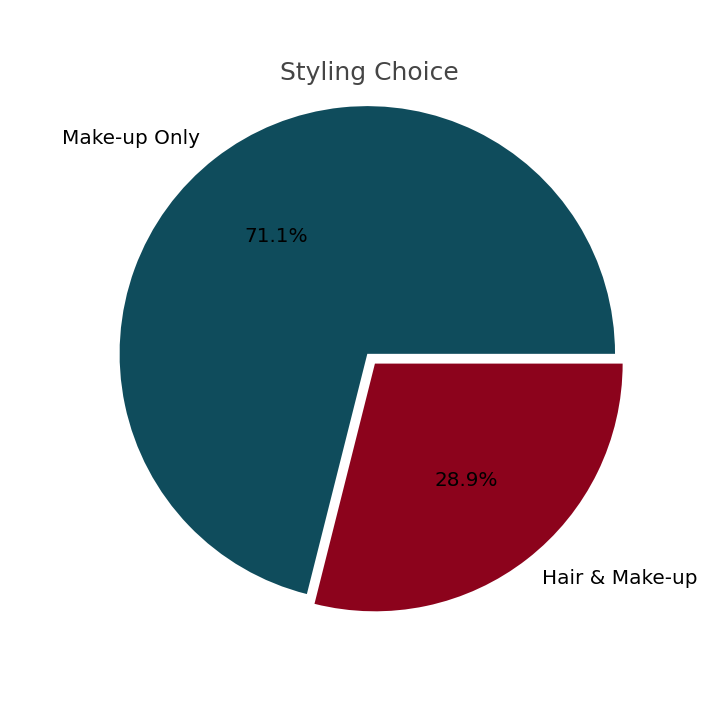 Styling Choice
Make-up Only
71.1%
28.9%
Hair & Make-up